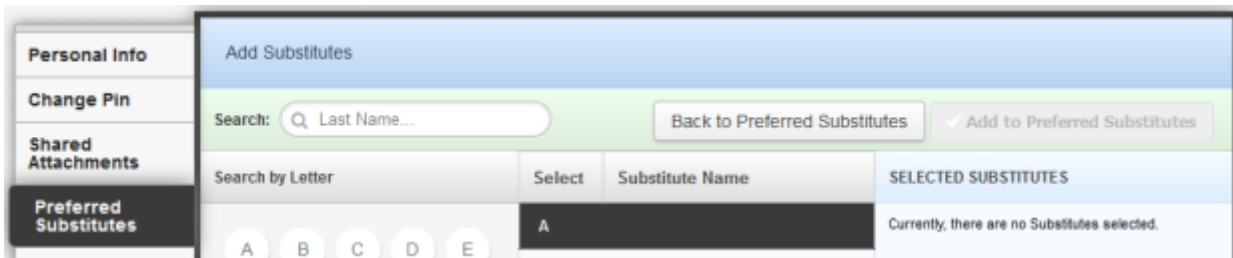 Personal Info
Change Pin
Shared
Attachments
Preferred
Substitutes
Add Substitutes
Search: Last Name...
Back to Preferred Substitutes
Add to Preferred Substitutes
Search by Letter
Select
Substitute Name
SELECTED SUBSTITUTES
A B C D E
A
Currently, there are no Substitutes selected.